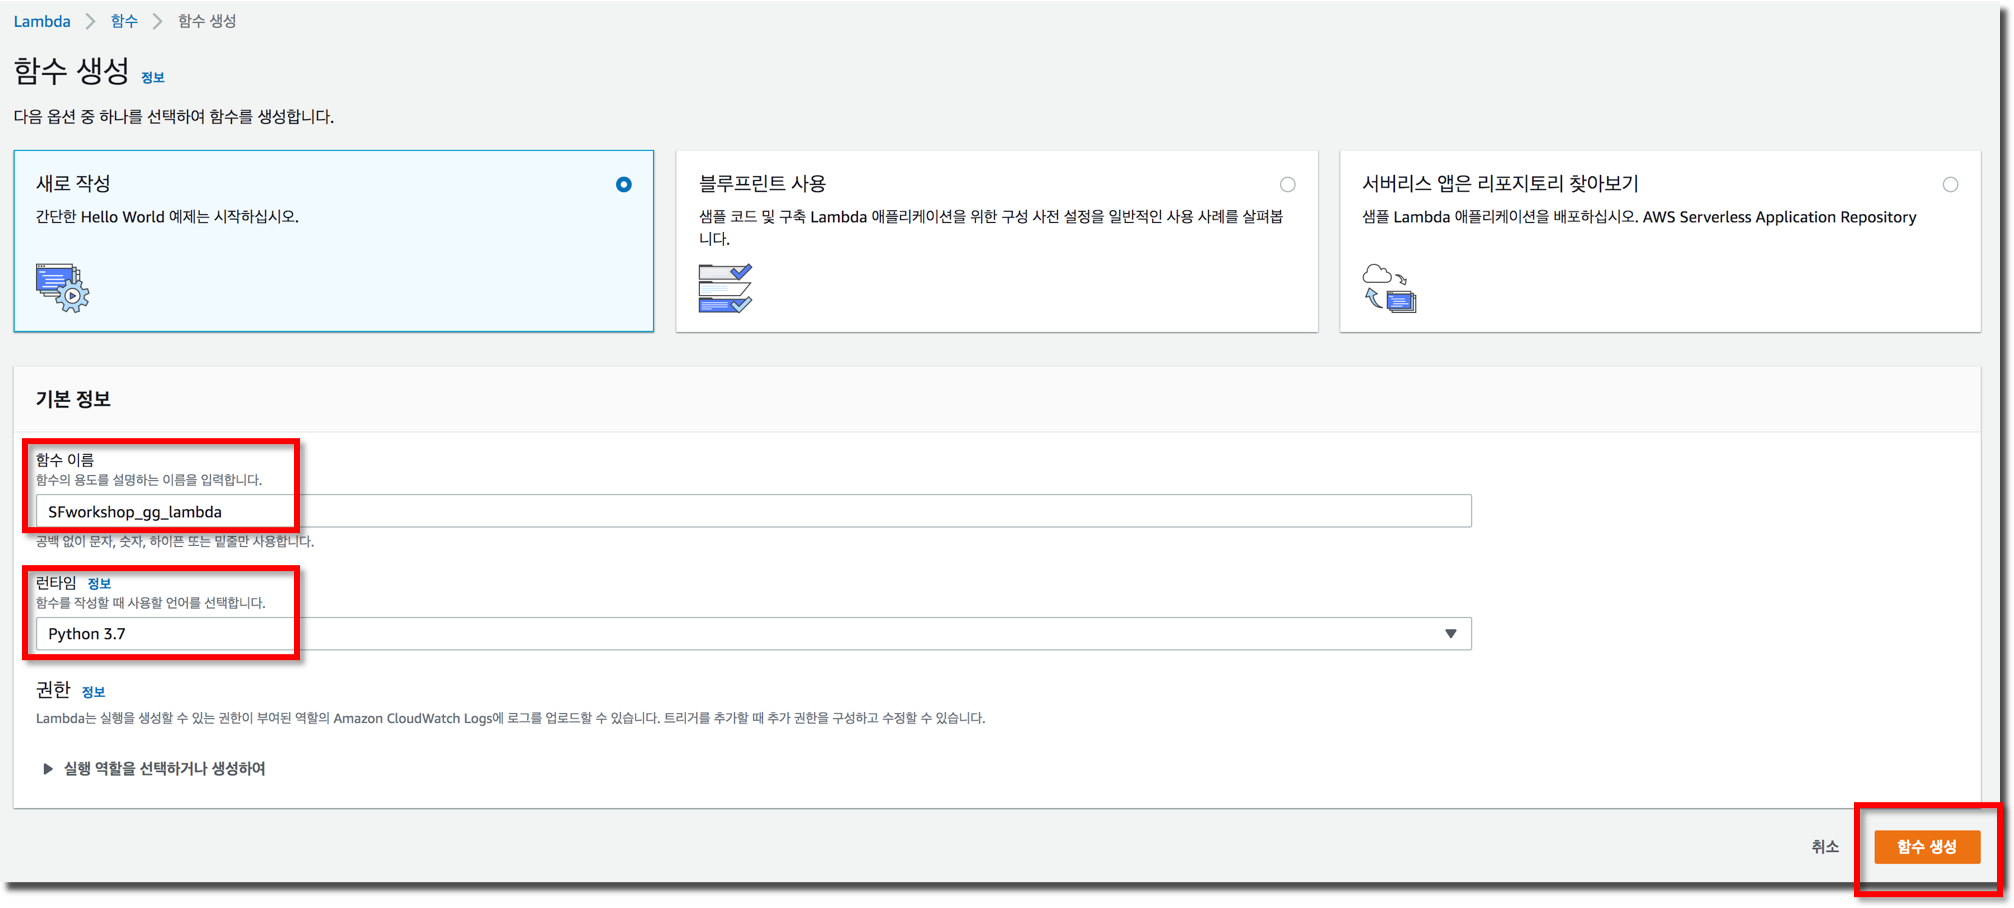 Lambda > 함수 > 함수 생성
함수 생성 정보
다음 옵션 중 하나를 선택하여 함수를 생성합니다.
새로 작성
간단한 Hello World 예제는 시작하십시오.
블루프린트 사용
샘플 코드 및 구축 Lambda 애플리케이션을 위한 구성 사전 설정을 일반적인 사용 사례를 살펴봅
니다.
서버리스 앱은 리포지토리 찾아보기
샘플 Lambda 애플리케이션을 배포하십시오. AWS Serverless Application Repository
기본 정보
함수 이름
함수의 용도를 설명하는 이름을 입력합니다.
SFworkshop_gg_lambda
공백 없이 문자, 숫자, 하이픈 또는 밑줄만 사용합니다.
런타임 정보
함수를 작성할 때 사용할 언어를 선택합니다.
Python 3.7
권한 정보
Lambda는 실행을 생성할 수 있는 권한이 부여된 역할의 Amazon CloudWatch Logs에 로그를 업로드할 수 있습니다. 트리거를 추가할 때 추가 권한을 구성하고 수정할 수 있습니다.
실행 역할을 선택하거나 생성하여
취소
함수 생성